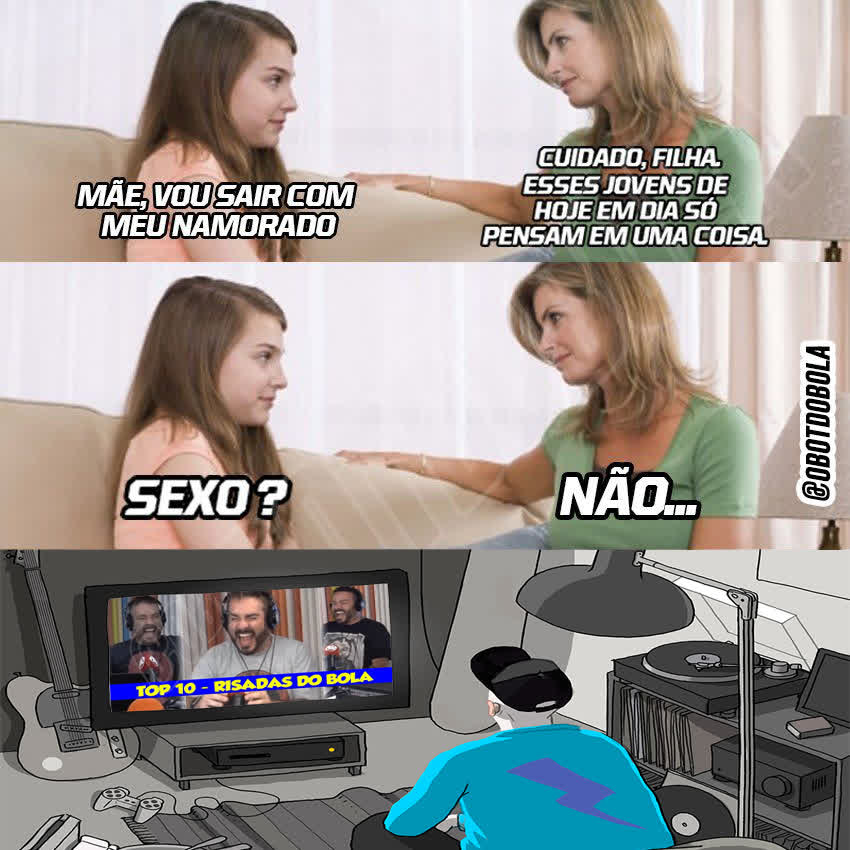 MÃE, VOU SAIR COM
MEU NAMORADO
CUIDADO, FILHA.
ESSES JOVENS DE
HOJE EM DIA SÓ
PENSAM EM UMA COISA.
@OBOTDOBOLA
SEXO?
NÃO...
TOP 10 - RISADAS DO BOLA